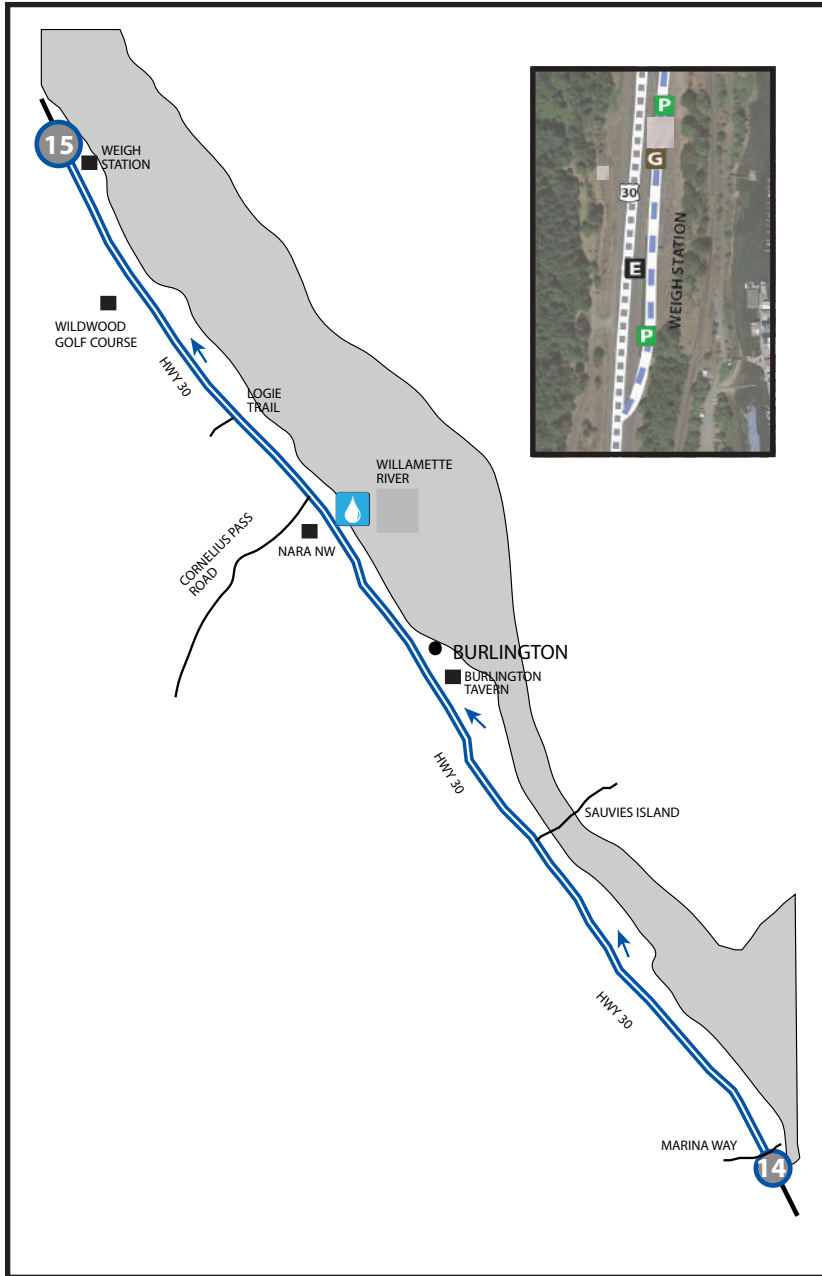 15
WEIGH
STATION
WILDWOOD
GOLF COURSE
HWY 30
LOGIE
TRAIL
WILLAMETTE
RIVER
CORNELIUS PASS
ROAD
NARA NW
BURLINGTON
BURLINGTON
TAVERN
HWY 30
SAUVIES ISLAND
HWY 30
MARINA WAY
14
P
G
30
E
WEIGH STATION
P